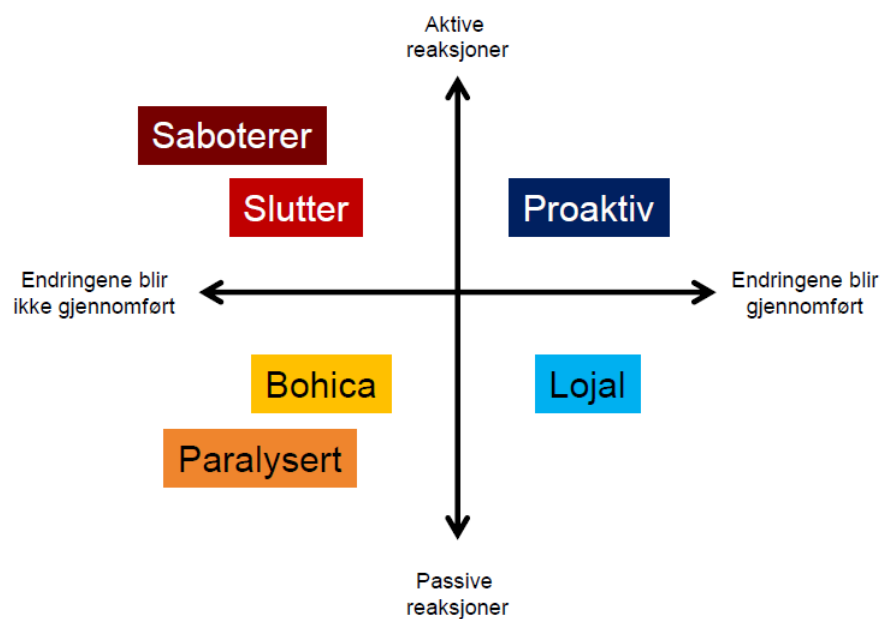 Aktive
reaksjoner
Saboterer
Slutter
Proaktiv
Endringene blir
ikke gjennomført
Endringene blir
gjennomført
Bohica
Lojal
Paralysert
Passive
reaksjoner